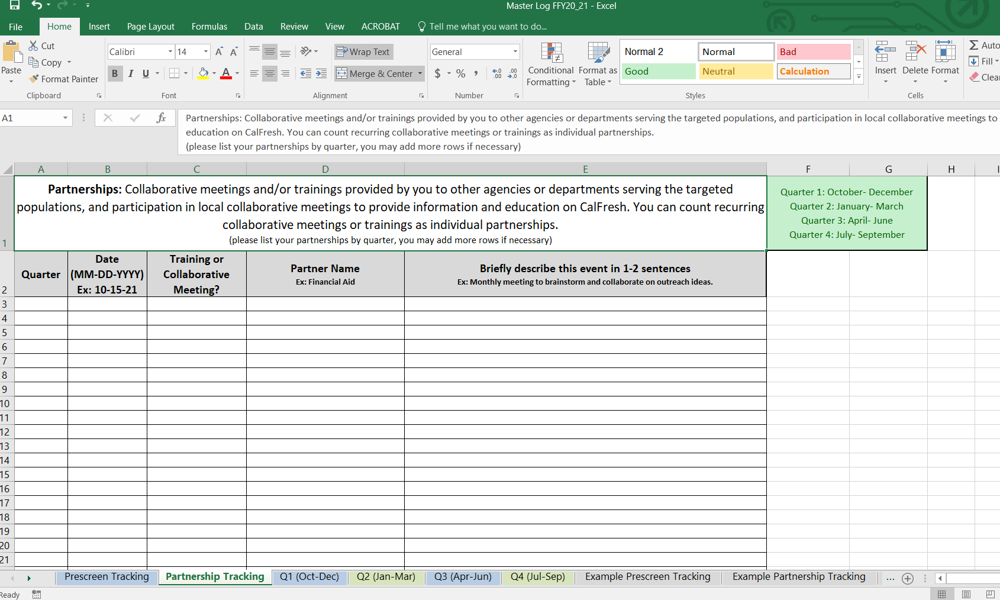 Master Log FFY20_21 - Excel
File Home Insert Page Layout Formulas Data Review View ACROBAT Tell me what you want to do...
Paste Cut Copy Format Painter Clipboard
Calibri 14 A A B I U A Font
Wrap Text Merge & Center Alignment
General $ % , .0 .00 .00 .0 Number
Conditional Formatting Format as Table
Normal 2 Normal Bad
Good Neutral Calculation
Styles
Insert Delete Format Cells
Σ Auto
Fill
Clea
A1 fx
Partnerships: Collaborative meetings and/or trainings provided by you to other agencies or departments serving the targeted populations, and participation in local collaborative meetings to
education on CalFresh. You can count recurring collaborative meetings or trainings as individual partnerships.
(please list your partnerships by quarter, you may add more rows if necessary)
A B C D E F G H I
Partnerships: Collaborative meetings and/or trainings provided by you to other agencies or departments serving the targeted
populations, and participation in local collaborative meetings to provide information and education on CalFresh. You can count recurring
collaborative meetings or trainings as individual partnerships.
(please list your partnerships by quarter, you may add more rows if necessary)
Quarter 1: October- December
Quarter 2: January- March
Quarter 3: April- June
Quarter 4: July- September
1
Quarter
Date
(MM-DD-YYYY)
Ex: 10-15-21
Training or
Collaborative
Meeting?
Partner Name
Ex: Financial Aid
Briefly describe this event in 1-2 sentences
Ex: Monthly meeting to brainstorm and collaborate on outreach ideas.
2
3
4
5
6
7
8
9
10
11
12
13
14
15
16
17
18
19
20
21
Prescreen Tracking Partnership Tracking Q1 (Oct-Dec) Q2 (Jan-Mar) Q3 (Apr-Jun) Q4 (Jul-Sep) Example Prescreen Tracking Example Partnership Tracking ...
Ready